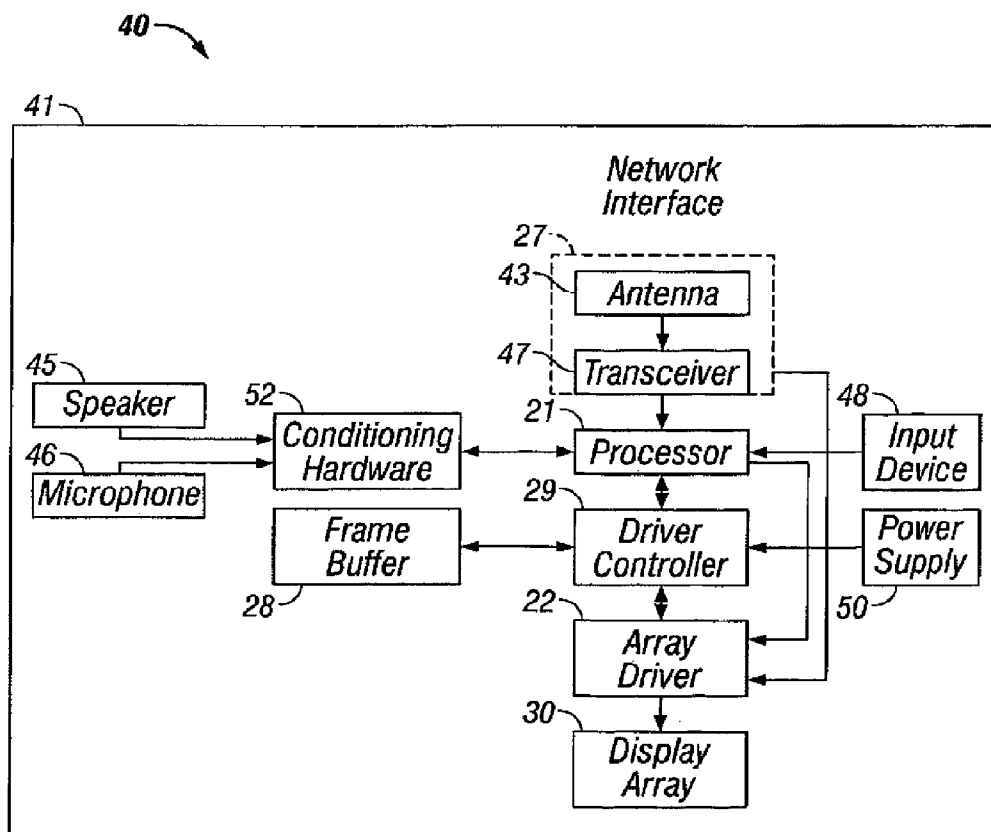 40
41
Network
Interface
27
43
Antenna
47
Transceiver
45
Speaker
52
Conditioning
Hardware
21
Processor
48
Input
Device
46
Microphone
29
Driver
Controller
Frame
Buffer
28
Power
Supply
50
22
Array
Driver
30
Display
Array